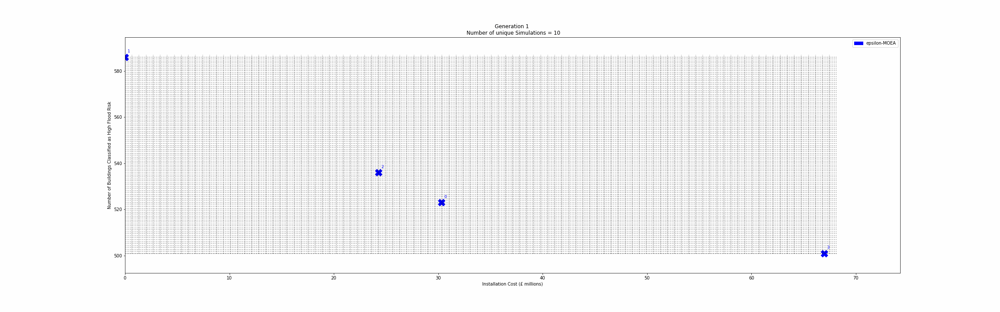 Generation 1
Number of unique Simulations = 10
epsilon-MOEA
1
580
560
Number of Buildings Classified as High Flood Risk
540
2
0
520
3
500
0 10 20 30 40 50 60 70
Installation Cost (£ millions)